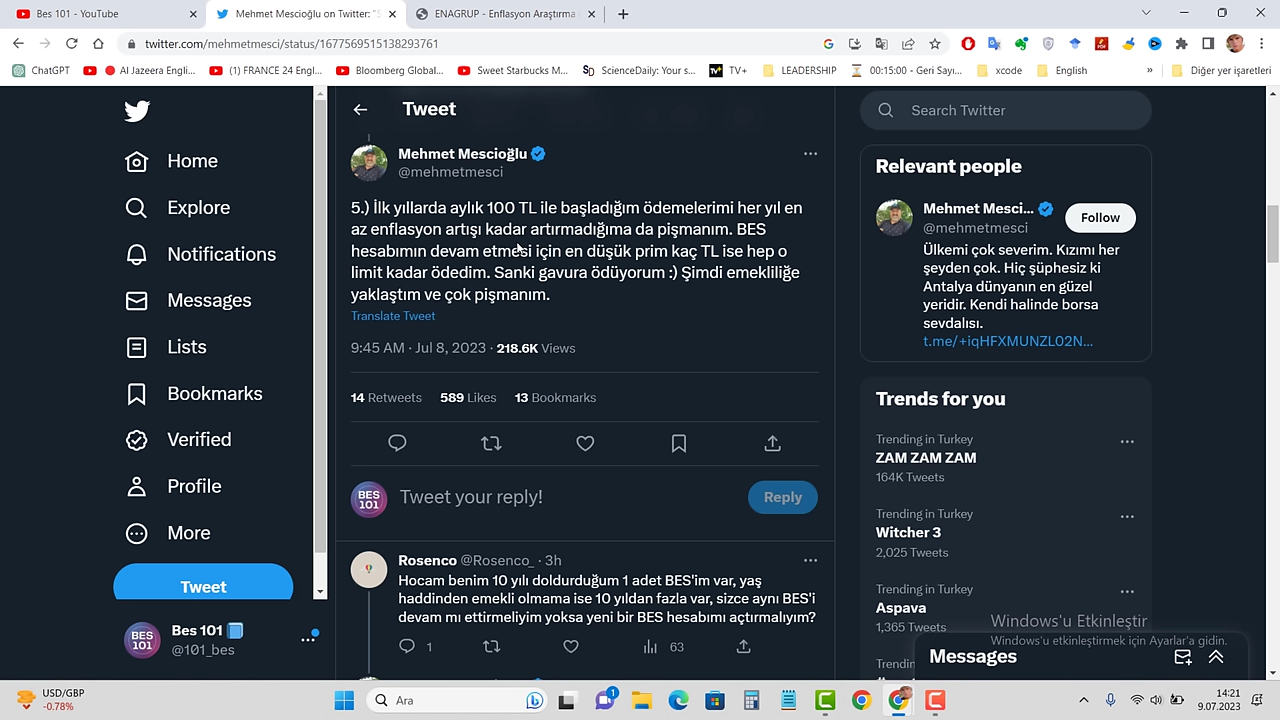 Bes 101 - YouTube
Mehmet Mescioğlu on Twitter: "5
ENAGRUP - Enflasyon Araştırma
twitter.com/mehmetmesci/status/1677569515138293761
ChatGPT
Al Jazeera Engli...
(1) FRANCE 24 Engl...
Bloomberg Global...
Sweet Starbucks M...
ScienceDaily: Your s...
TV+
LEADERSHIP
00:15:00 - Geri Sayı...
xcode
English
»
Diğer yer işaretleri
Home
Explore
Notifications
Messages
Lists
Bookmarks
Verified
Profile
More
Tweet
BES 101
Bes 101
@101_bes
Tweet
Mehmet Mescioğlu
@mehmetmesci
5.) İlk yıllarda aylık 100 TL ile başladığım ödemelerimi her yıl en
az enflasyon artışı kadar artırmadığıma da pişmanım. BES
hesabımın devam etmesi için en düşük prim kaç TL ise hep o
limit kadar ödedim. Sanki gavura ödüyorum :) Şimdi emekliliğe
yaklaştım ve çok pişmanım.
Translate Tweet
9:45 AM · Jul 8, 2023 · 218.6K Views
14 Retweets 589 Likes 13 Bookmarks
BES 101
Tweet your reply!
Reply
Rosenco @Rosenco_ · 3h
Hocam benim 10 yılı doldurduğum 1 adet BES'im var, yaş
haddinden emekli olmama ise 10 yıldan fazla var, sizce aynı BES'i
devam mı ettirmeliyim yoksa yeni bir BES hesabımı açtırmalıyım?
1
63
Search Twitter
Relevant people
Mehmet Mesci...
@mehmetmesci
Follow
Ülkemi çok severim. Kızımı her
şeyden çok. Hiç şüphesiz ki
Antalya dünyanın en güzel
yeridir. Kendi halinde borsa
sevdalısı.
t.me/+iqHFXMUNZL02N...
Trends for you
Trending in Turkey
ZAM ZAM ZAM
164K Tweets
Trending in Turkey
Witcher 3
2,025 Tweets
Trending in Turkey
Aspava
1,365 Tweets
Windows'u Etkinleştir
Windows'u etkinleştirmek için Ayarlar'a gidin.
Messages
USD/GBP
-0.78%
Ara
1
14:21
9.07.2023